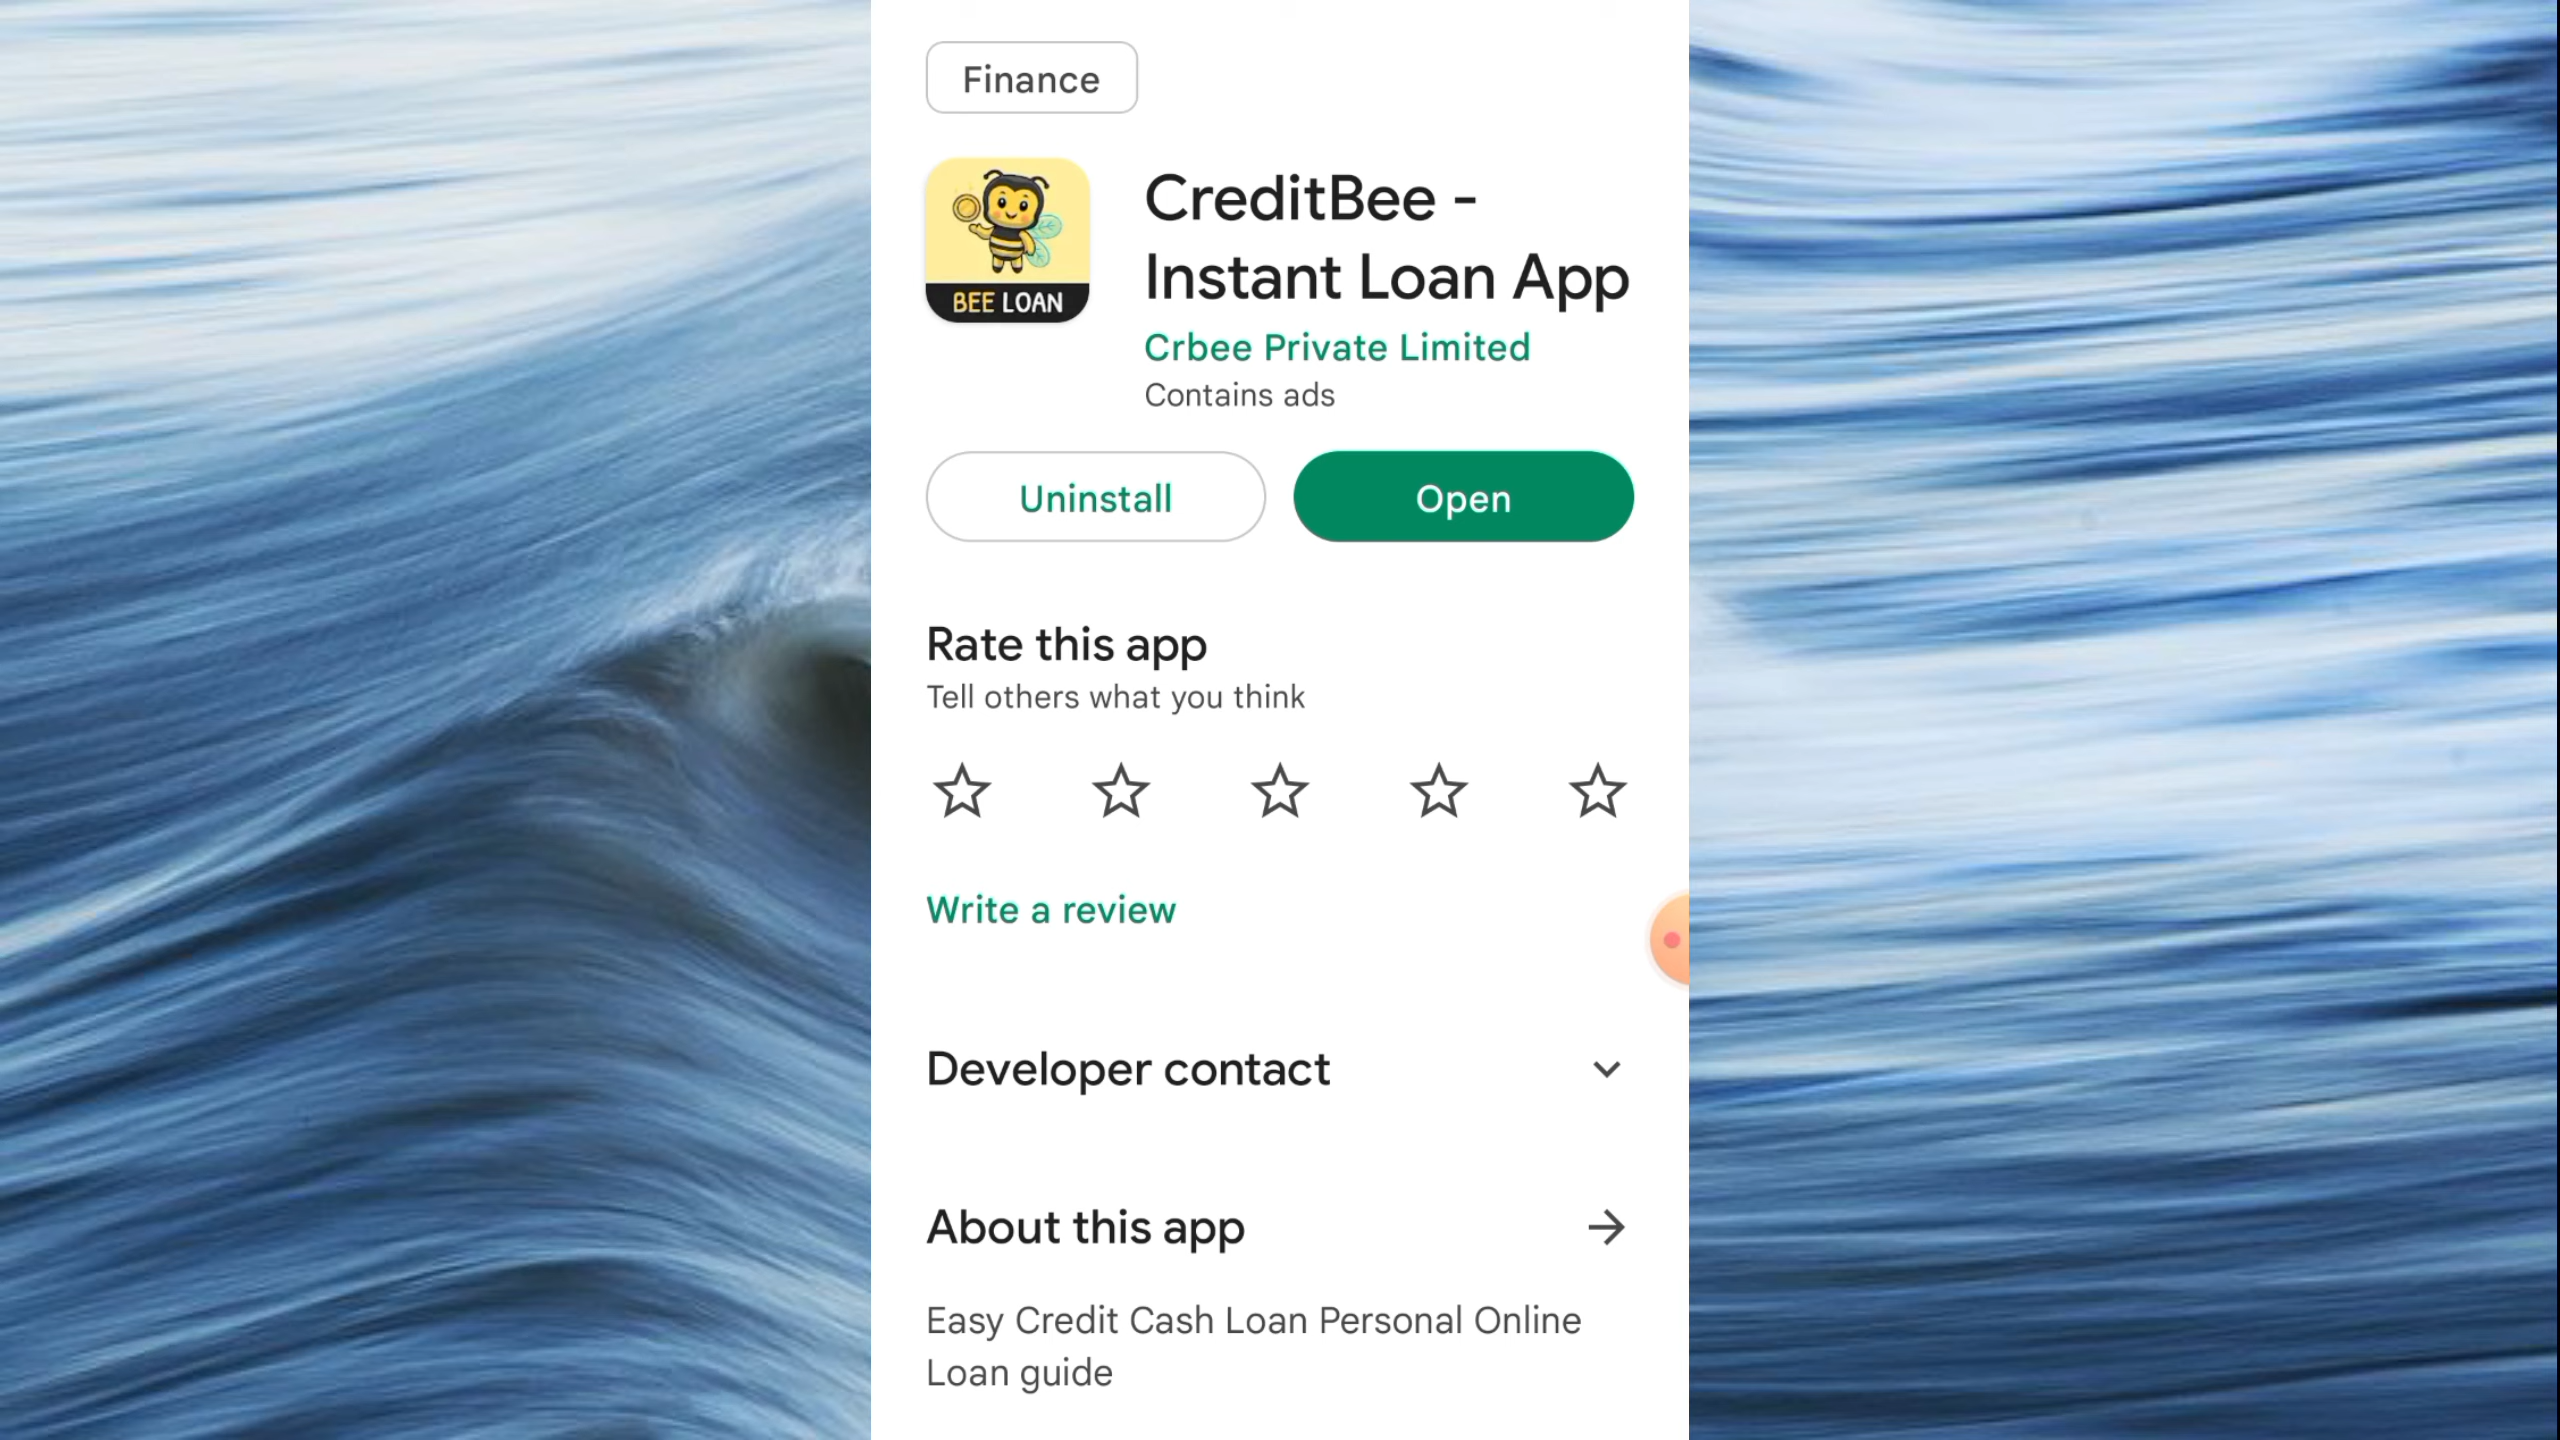 Finance
BEE LOAN
CreditBee -
Instant Loan App
Crbee Private Limited
Contains ads
Uninstall
Open
Rate this app
Tell others what you think
Write a review
Developer contact
About this app
Easy Credit Cash Loan Personal Online
Loan guide